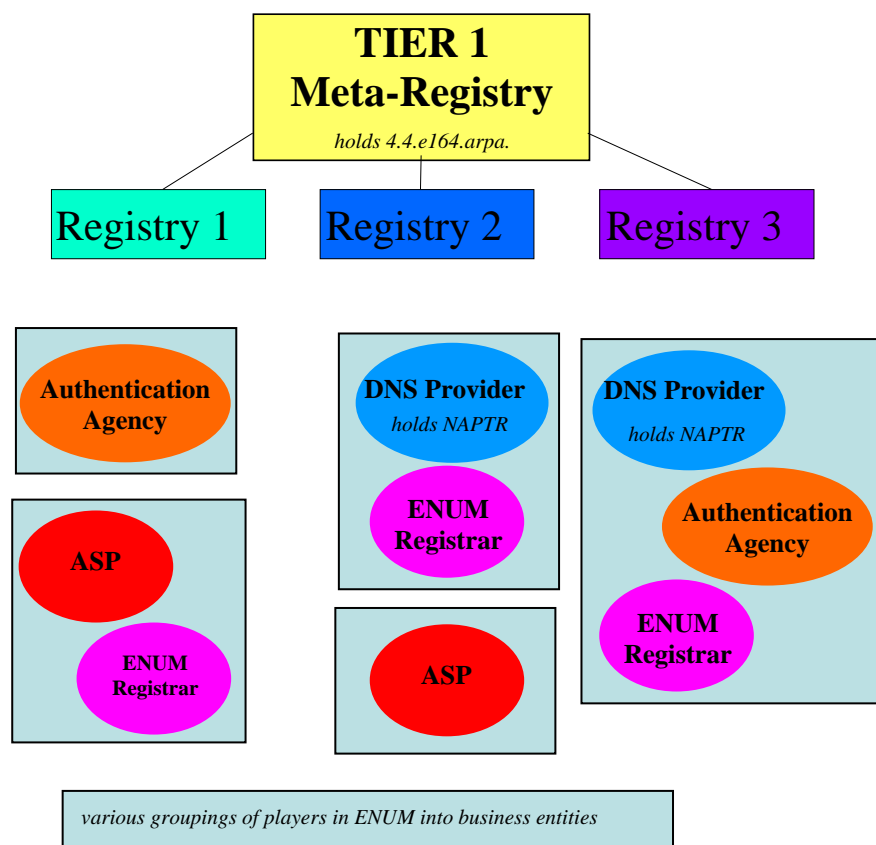 TIER 1
Meta-Registry
holds 4.4.e164.arpa.
Registry 1
Registry 2
Registry 3
Authentication
Agency
ASP
ENUM
Registrar
DNS Provider
holds NAPTR
ENUM
Registrar
ASP
DNS Provider
holds NAPTR
Authentication
Agency
ENUM
Registrar
various groupings of players in ENUM into business entities